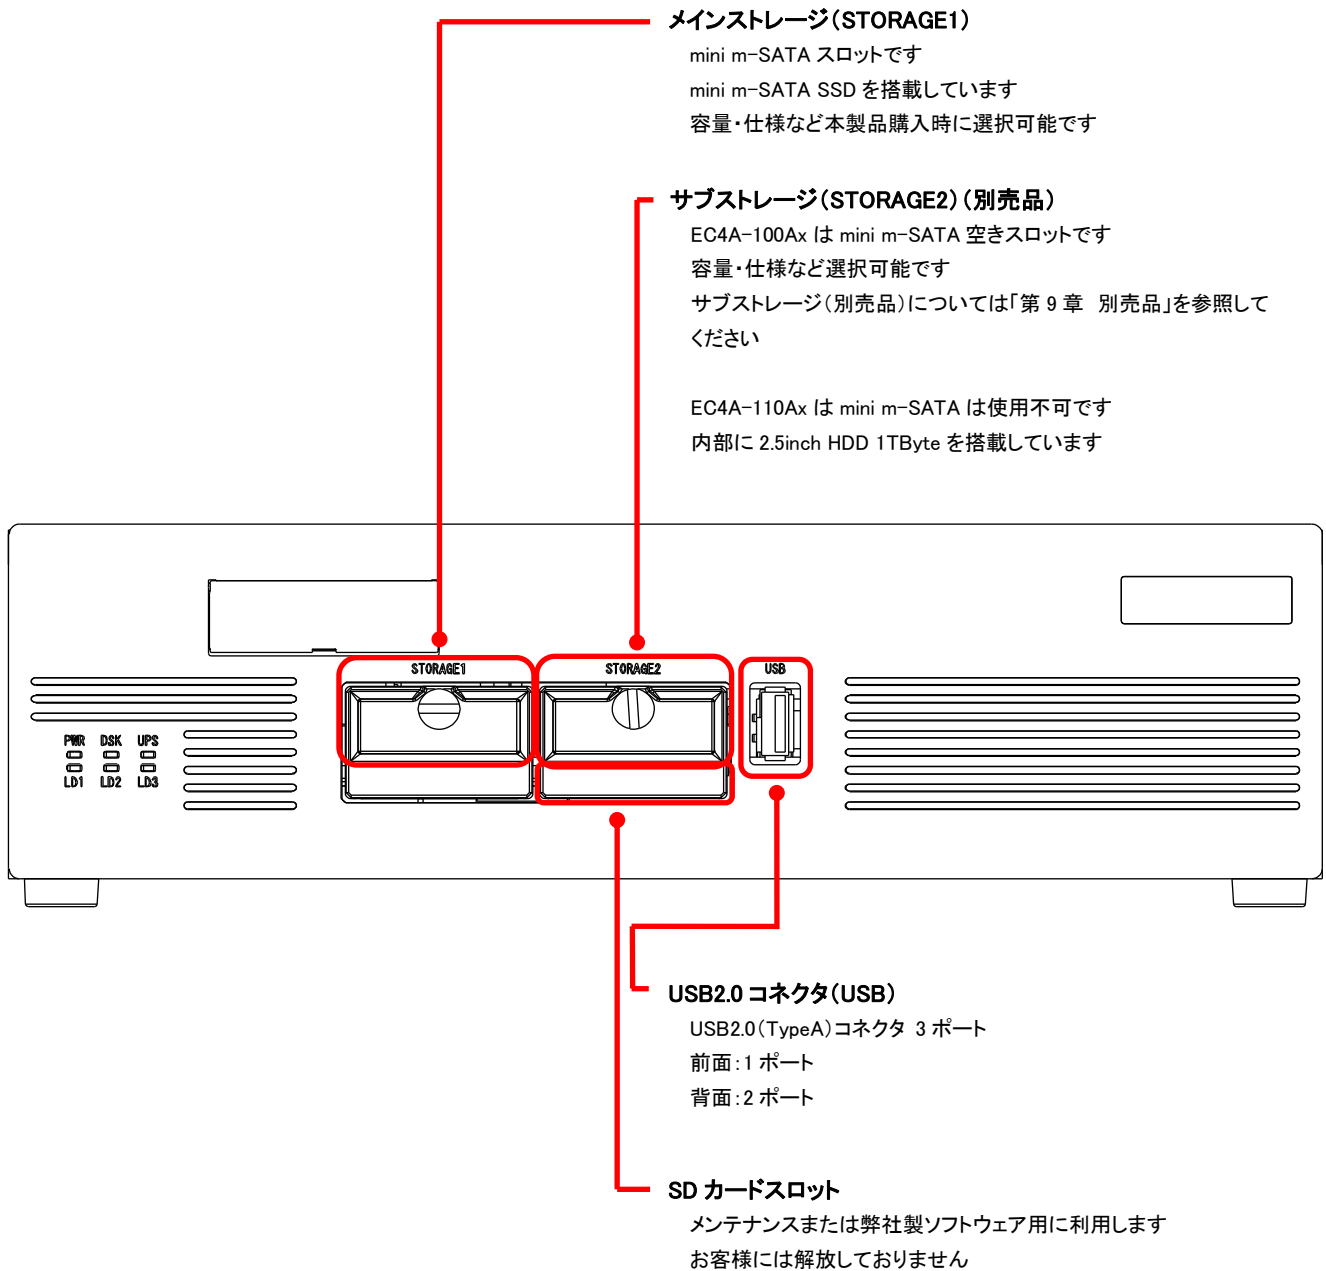 メインストレージ(STORAGE1)
mini m-SATA スロットです
mini m-SATA SSD を搭載しています
容量・仕様など本製品購入時に選択可能です
サブストレージ(STORAGE2)(別売品)
EC4A-100Ax は mini m-SATA 空きスロットです
容量・仕様など選択可能です
サブストレージ(別売品)については「第 9 章 別売品」を参照して
ください
EC4A-110Ax は mini m-SATA は使用不可です
内部に 2.5inch HDD 1TByte を搭載しています
STORAGE1 STORAGE2 USB
PWR DSK UPS
LD1 LD2 LD3
USB2.0 コネクタ(USB)
USB2.0(TypeA)コネクタ 3 ポート
前面:1 ポート
背面:2 ポート
SD カードスロット
メンテナンスまたは弊社製ソフトウェア用に利用します
お客様には解放しておりません